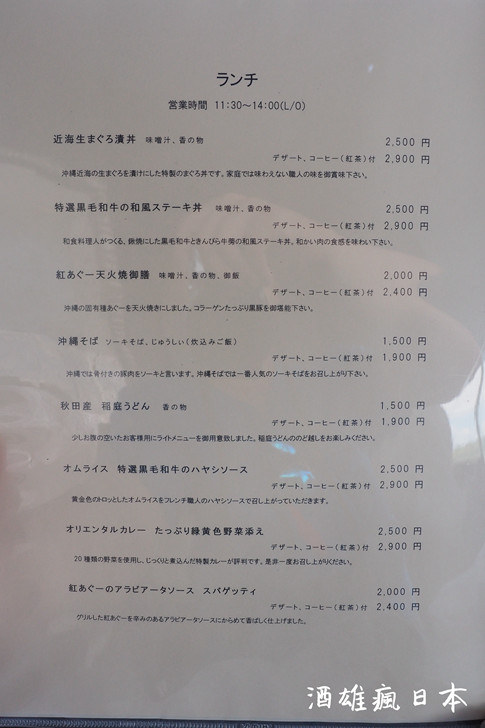 ランチ
営業時間 11:30～14:00(L/O)
近海生まぐろ漬丼 味噌汁、香の物 2,500 円
デザート、コーヒー(紅茶)付 2,900 円
沖縄近海の生まぐろを漬けにした特製のまぐろ丼です。家庭では味わえない職人の味を御賞味下さい。
特選黒毛和牛の和風ステーキ丼 味噌汁、香の物 2,500 円
デザート、コーヒー(紅茶)付 2,900 円
和食料理人がつくる、鍬焼にした黒毛和牛ときんぴら牛蒡の和風ステーキ丼。和かい肉の食感を味わい下さい。
紅あぐー天火焼御膳 味噌汁、香の物、御飯 2,000 円
デザート、コーヒー(紅茶)付 2,400 円
沖縄の固有種あぐーを天火焼きにしました。コラーゲンたっぷり黒豚を御堪能下さい。
沖縄そば ソーキそば、じゅうしい(炊込みご飯) 1,500 円
デザート、コーヒー(紅茶)付 1,900 円
沖縄では骨付きの豚肉をソーキと言います。沖縄そばでは一番人気のソーキそばをお召し上がり下さい。
秋田産 稲庭うどん 香の物 1,500 円
デザート、コーヒー(紅茶)付 1,900 円
少しお腹の空いたお客様用にライトメニューを御用意致しました。稲庭うどんののど越しをお楽しみください。
オムライス 特選黒毛和牛のハヤシソース 2,500 円
デザート、コーヒー(紅茶)付 2,900 円
黄金色のトロッとしたオムライスをフレンチ職人のハヤシソースで召し上がっていただきます。
オリエンタルカレー たっぷり緑黄色野菜添え 2,500 円
デザート、コーヒー(紅茶)付 2,900 円
20種類の野菜を使用し、じっくりと煮込んだ特製カレーが評判です。是非一度お召し上がりください。
紅あぐーのアラビアータソース スパゲッティ 2,000 円
デザート、コーヒー(紅茶)付 2,400 円
グリルした紅あぐーを辛みのあるアラビアータソースにからめて香ばしく仕上げました。
酒雄瘋日本